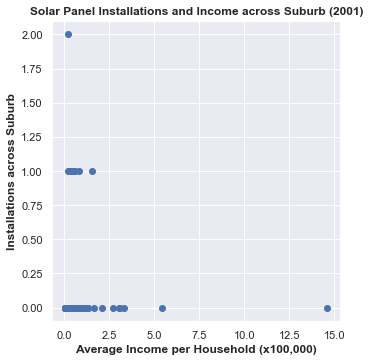 Solar Panel Installations and Income across Suburb (2001)
2.00
1.75
1.50
1.25
1.00
0.75
0.50
0.25
0.00
Installations across Suburb
0.0 2.5 5.0 7.5 10.0 12.5 15.0
Average Income per Household (x100,000)